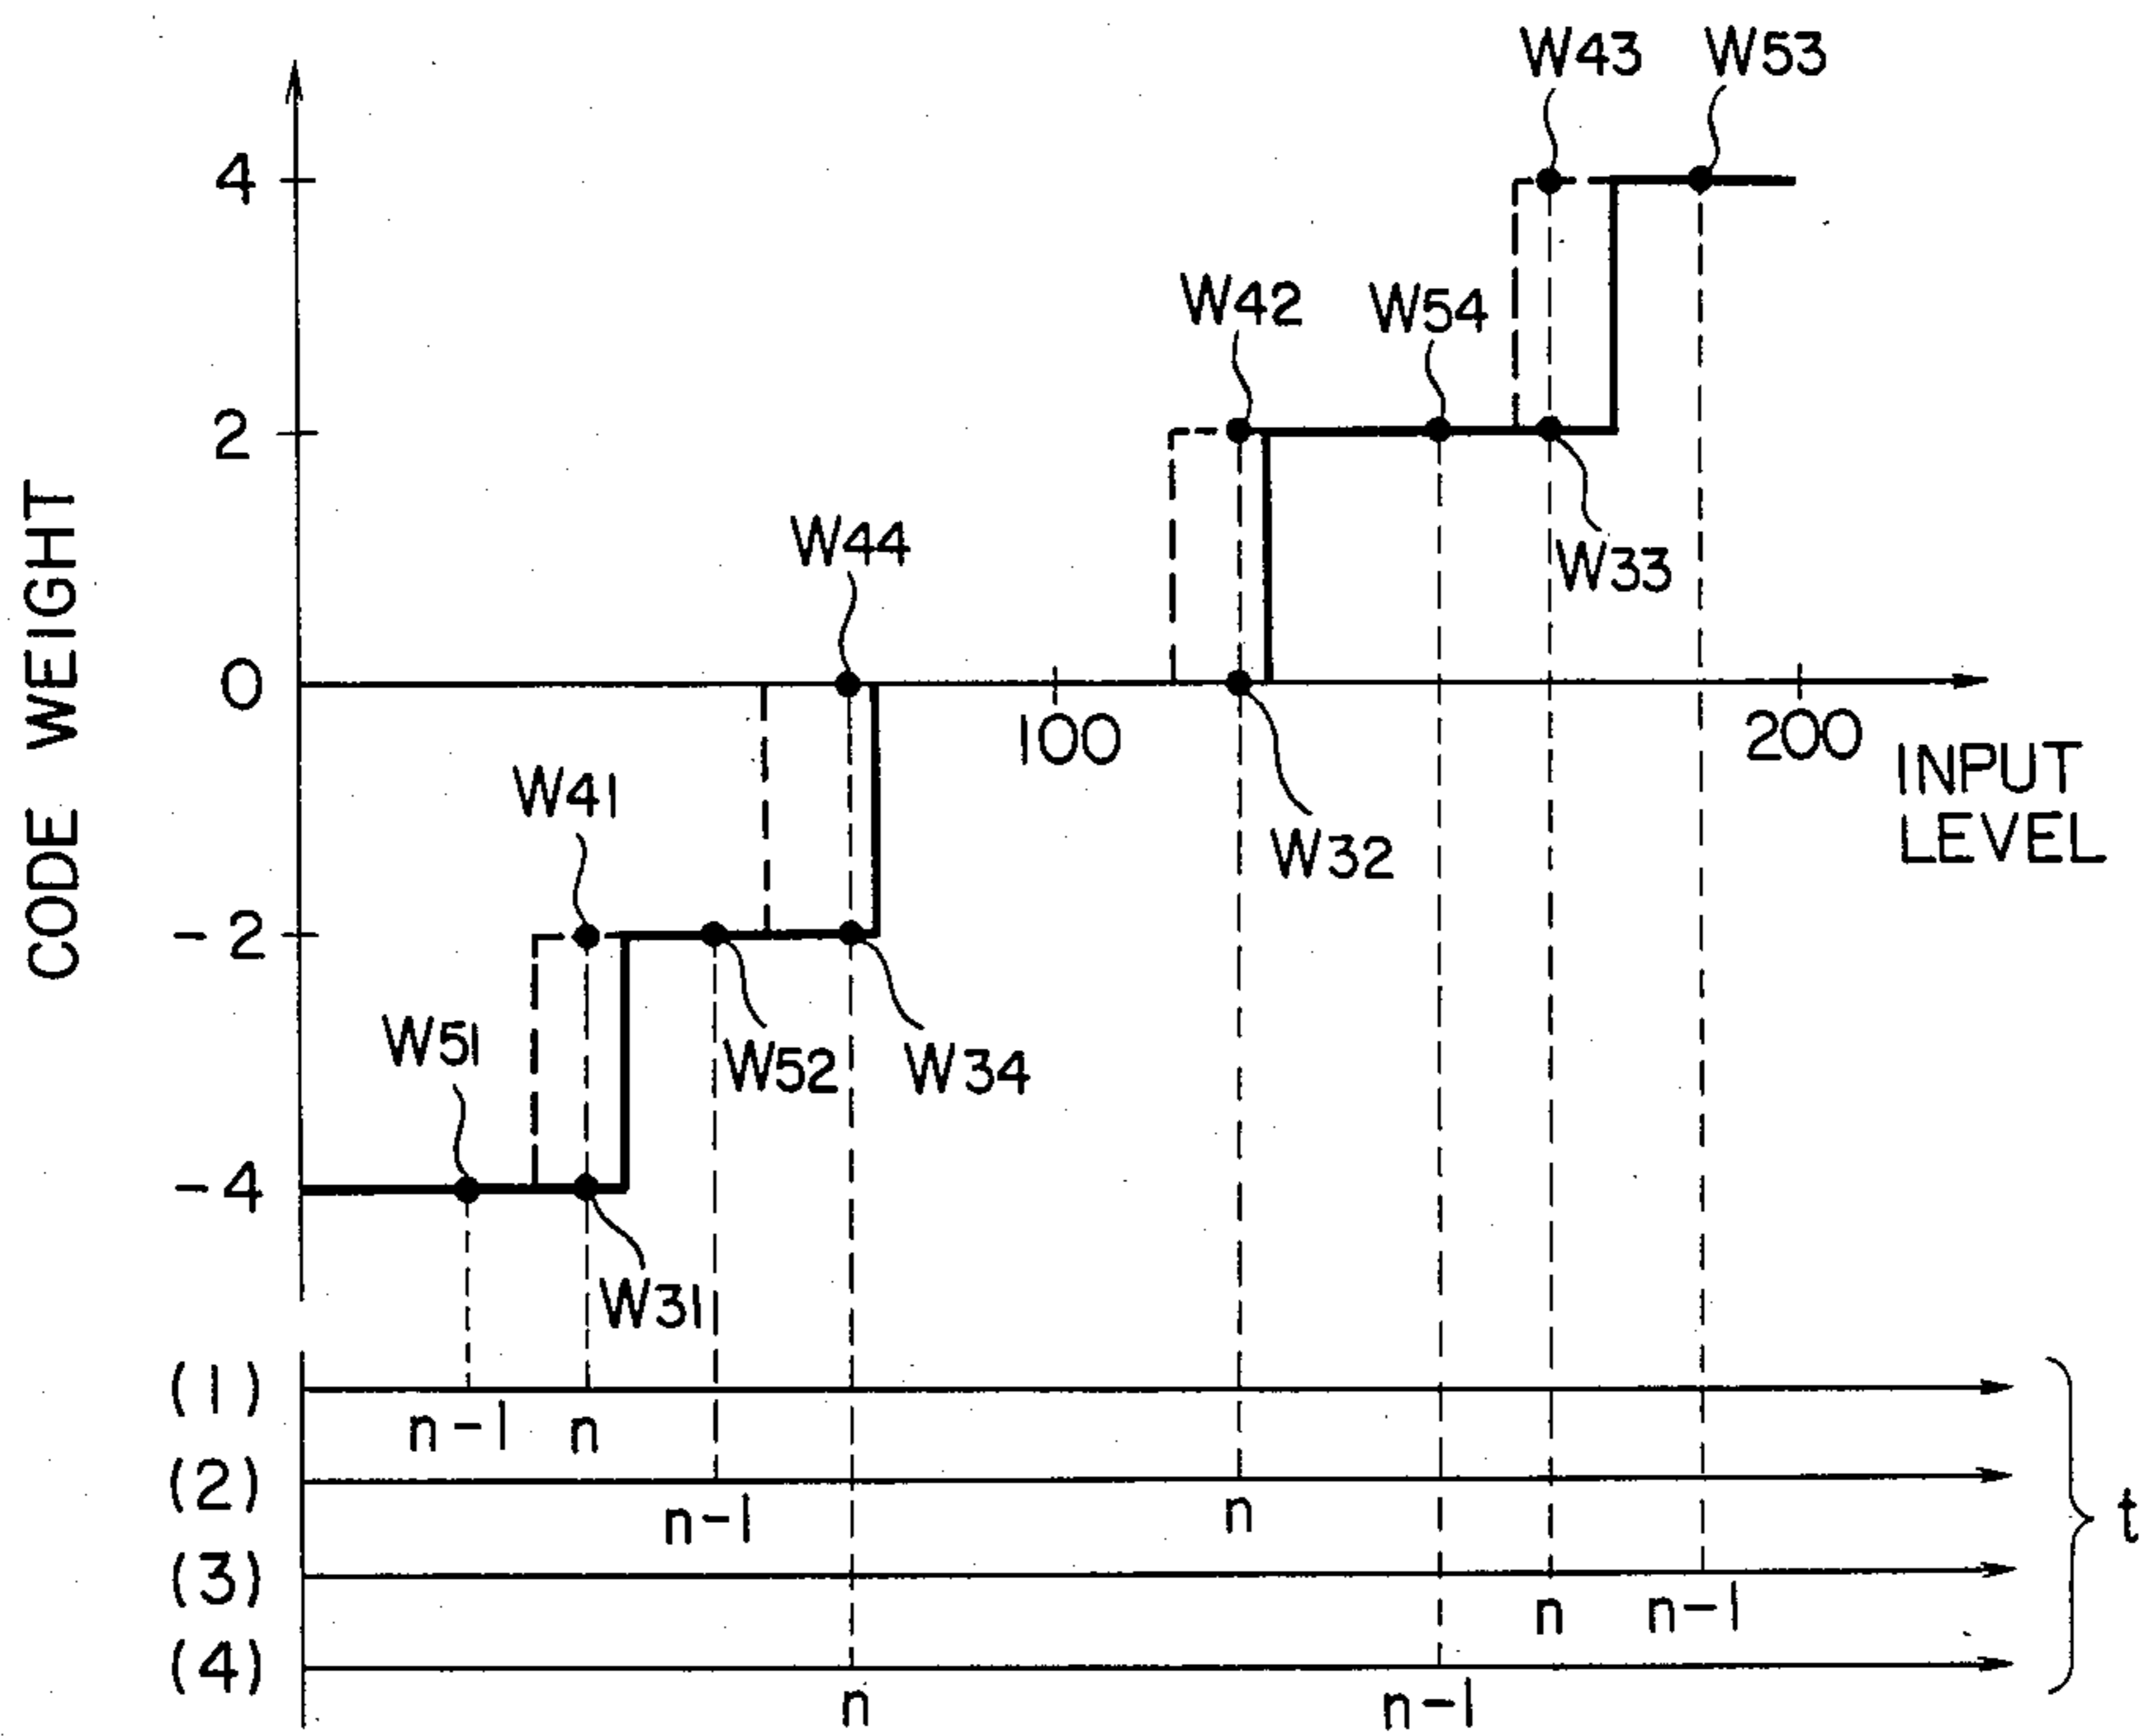 W43 W53
4
W42 W54
2
W44
W33
0
100
200
INPUT
LEVEL
CODE WEIGHT
W41
W32
-2
W51
W52
W34
-4
W31
(1)
n-1 n
(2)
n-1 n
t
(3)
n n-1
(4)
n n-1